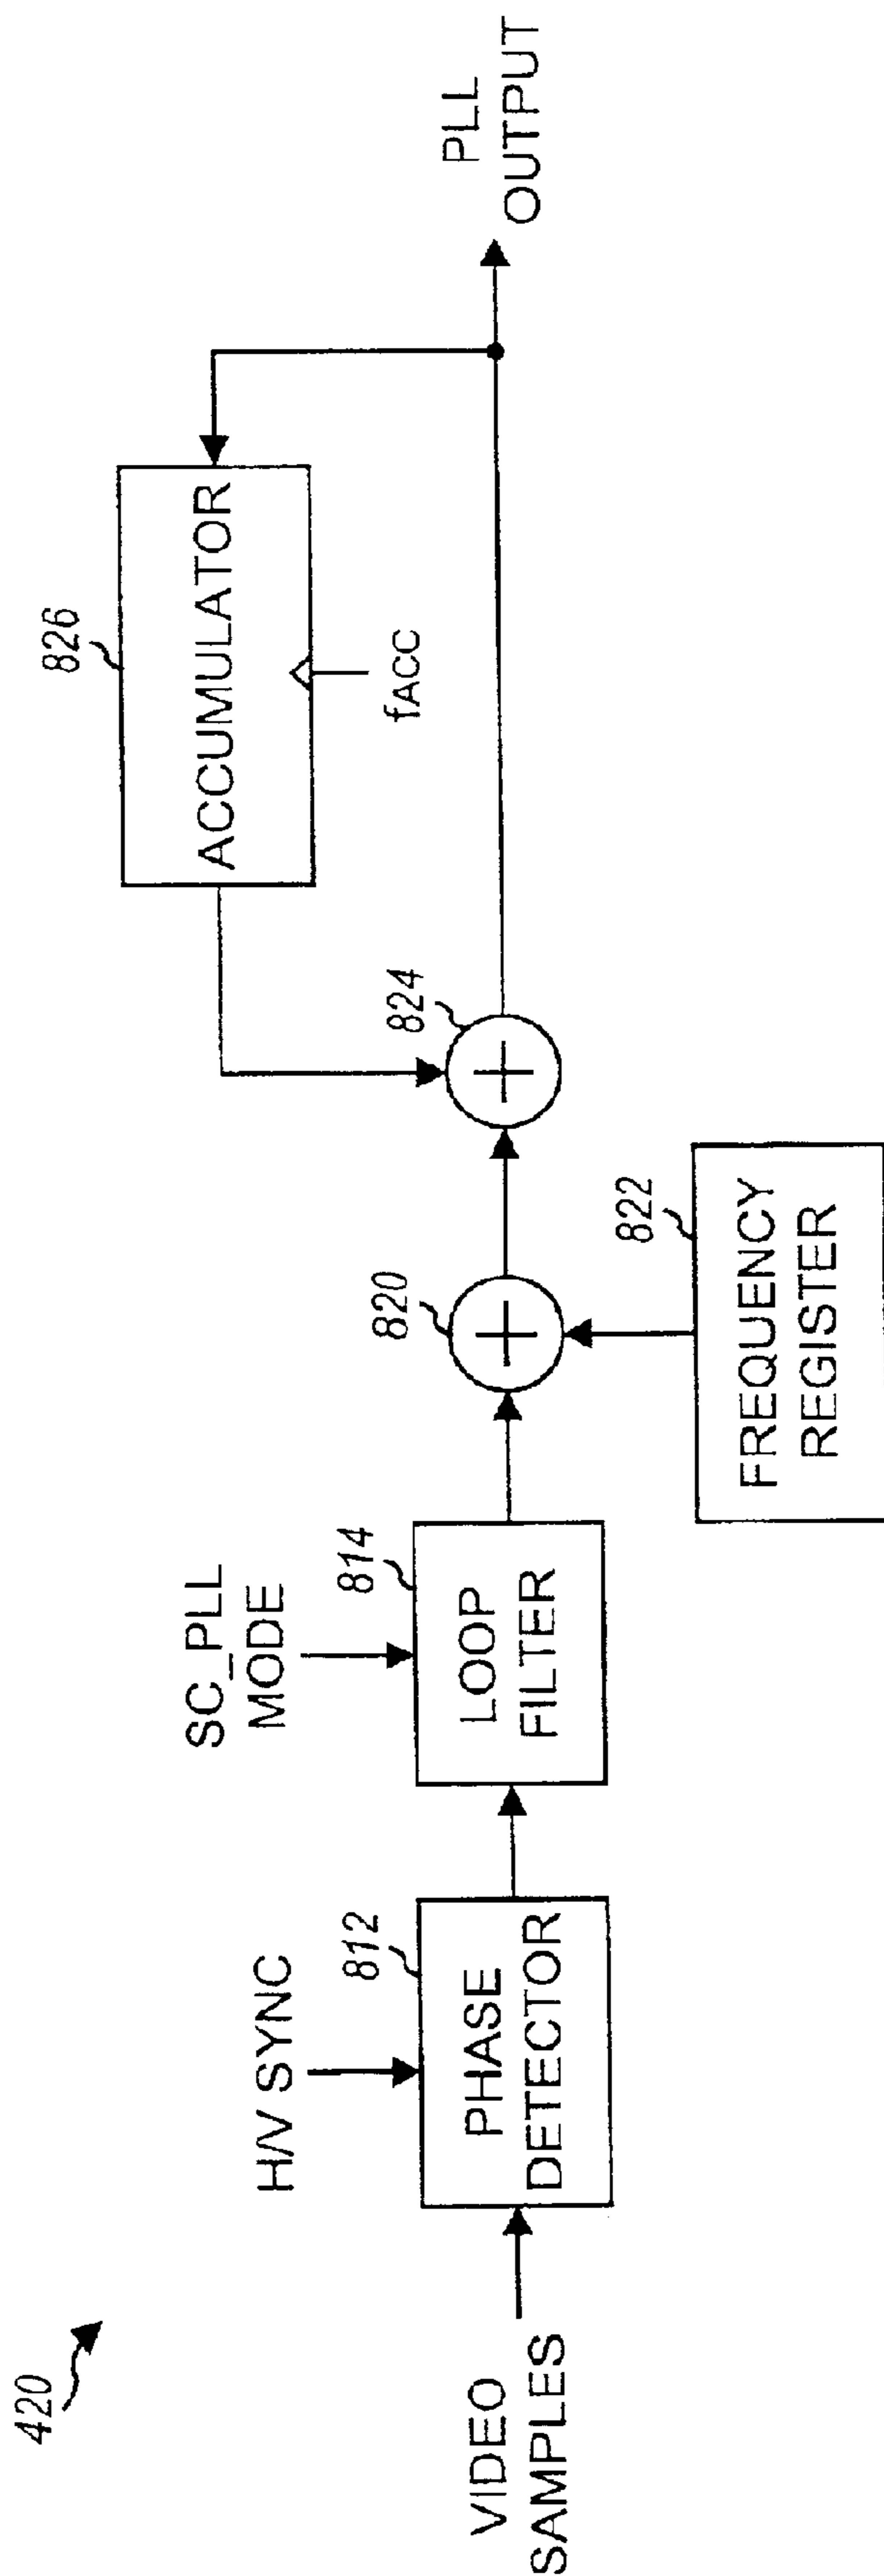 420
VIDEO
SAMPLES
H/V SYNC
812
PHASE
DETECTOR
SC_PLL
MODE
814
LOOP
FILTER
820
822
FREQUENCY
REGISTER
824
826
ACCUMULATOR
fACC
PLL
OUTPUT